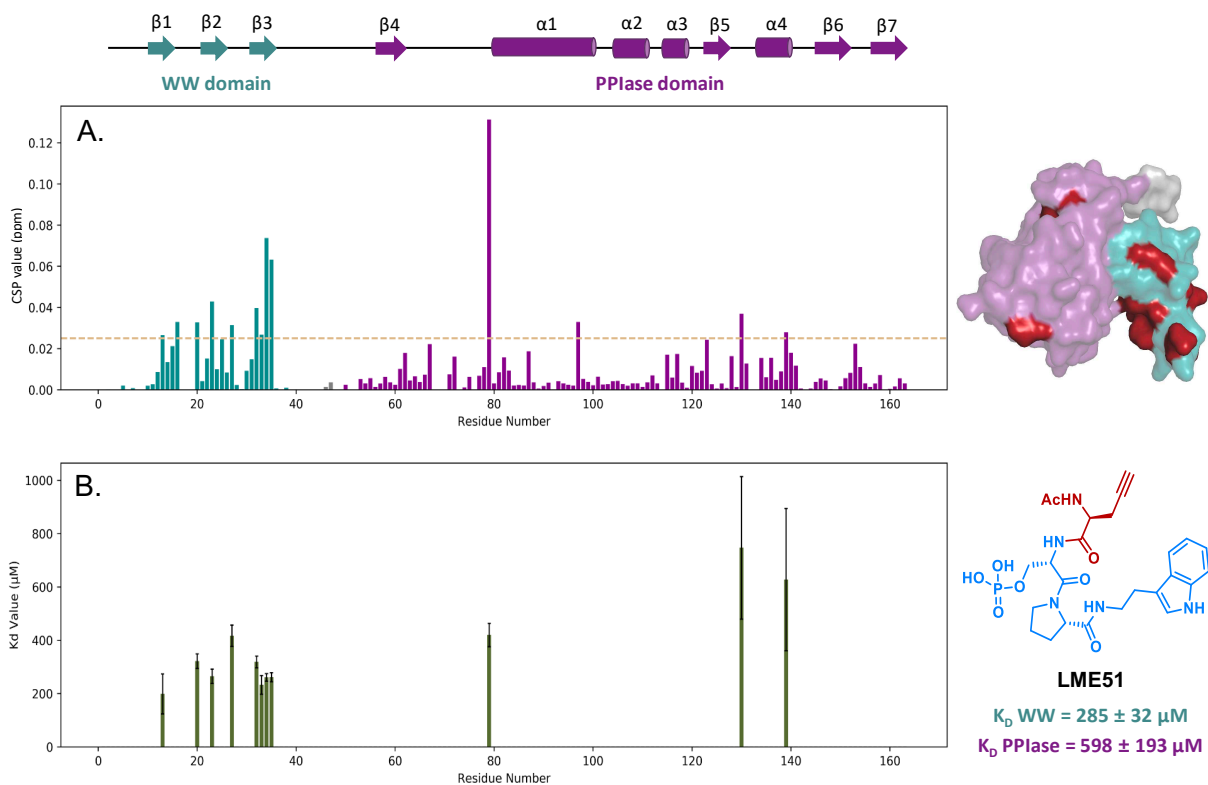 β1 β2 β3 β4 α1 α2 α3 β5 α4 β6 β7
WW domain PPIase domain
A.
CSP value (ppm)
0.12
0.10
0.08
0.06
0.04
0.02
0.00
0 20 40 60 80 100 120 140 160
Residue Number
B.
Kd Value (μM)
1000
800
600
400
200
0
0 20 40 60 80 100 120 140 160
Residue Number
AcHN
HN
O
OH
HO
P
O
O
O
N
HN
O
NH
LME51
K_D WW = 285 ± 32 μM
K_D PPIase = 598 ± 193 μM